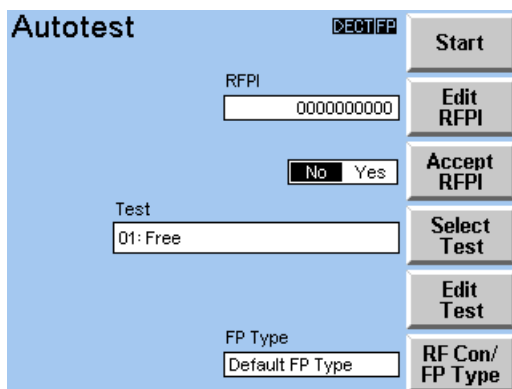 Autotest
DECT FP
Start
RFPI
0000000000
Edit
RFPI
No Yes
Accept
RFPI
Test
01: Free
Select
Test
Edit
Test
FP Type
Default FP Type
RF Con/
FP Type